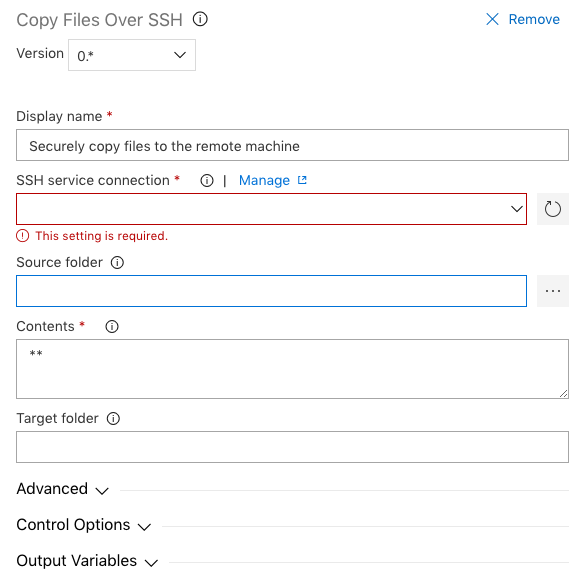 Copy Files Over SSH
Remove
Version
0.*
Display name *
Securely copy files to the remote machine
SSH service connection * | Manage
This setting is required.
Source folder
...
Contents *
**
Target folder
Advanced
Control Options
Output Variables